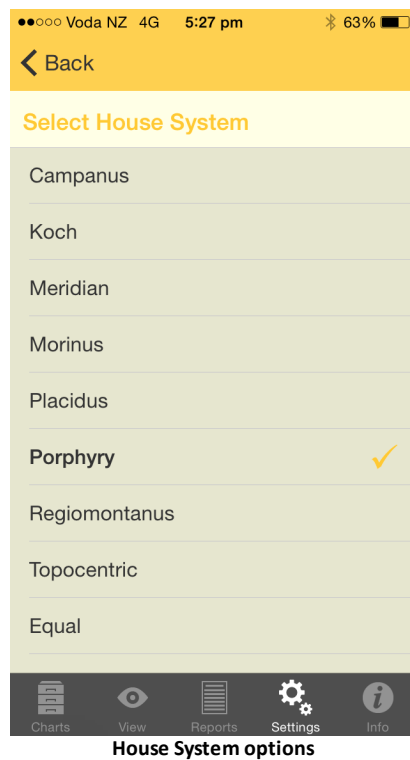 Voda NZ 4G 5:27 pm 63%
Back
Select House System
Campanus
Koch
Meridian
Morinus
Placidus
Porphyry
Regiomontanus
Topocentric
Equal
Charts View Reports Settings Info
House System options